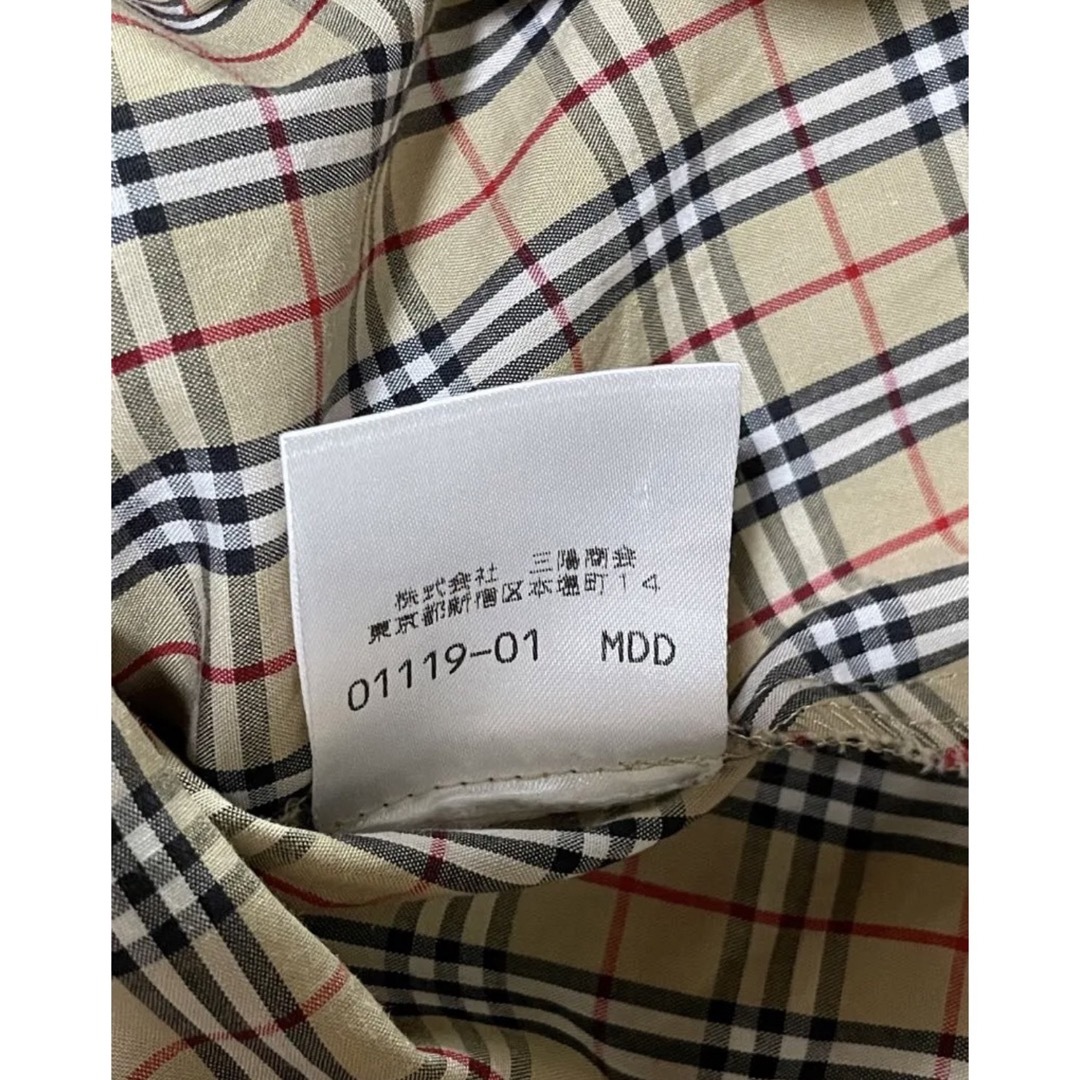 株式会社 三陽商会
東京都新宿区本塩町14
01119-01 MDD